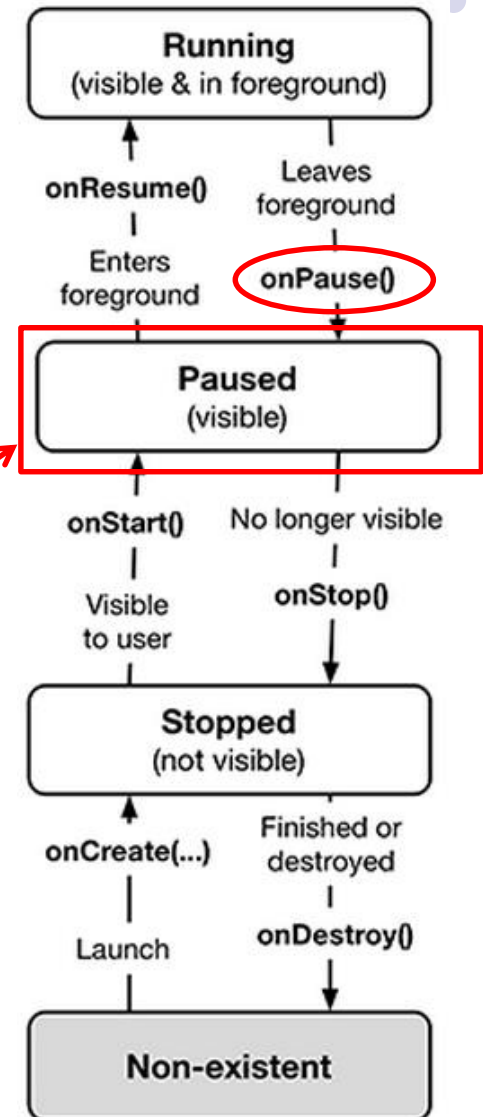 Running
(visible & in foreground)
onResume()
Leaves
foreground
Enters
foreground
onPause()
Paused
(visible)
onStart()
No longer visible
Visible
to user
onStop()
Stopped
(not visible)
onCreate(...)
Finished or
destroyed
Launch
onDestroy()
Non-existent